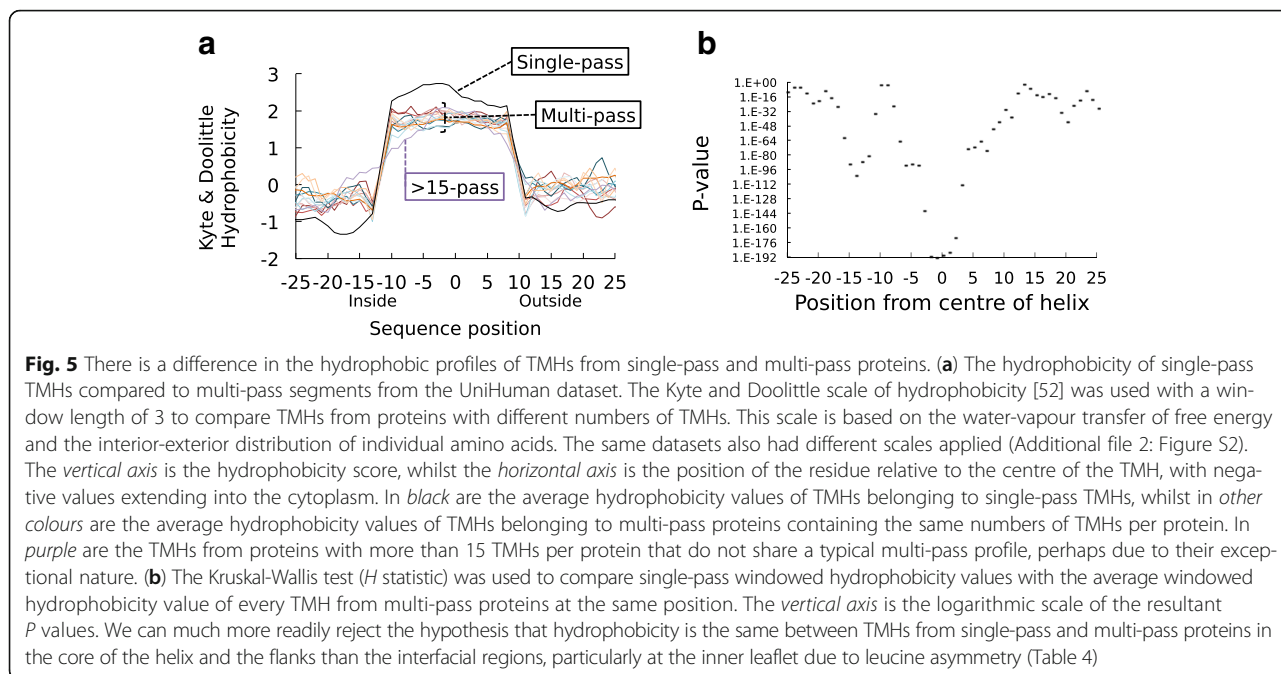 a
Single-pass
Multi-pass
>15-pass
Kyte & Doolittle
Hydrophobicity
3
2
1
0
-1
-2
-25 -20 -15 -10 -5 0 5 10 15 20 25
Inside Outside
Sequence position
b
P-value
1.E+00
1.E-16
1.E-32
1.E-48
1.E-64
1.E-80
1.E-96
1.E-112
1.E-128
1.E-144
1.E-160
1.E-176
1.E-192
-25 -20 -15 -10 -5 0 5 10 15 20 25
Position from centre of helix
Fig. 5 There is a difference in the hydrophobic profiles of TMHs from single-pass and multi-pass proteins. (a) The hydrophobicity of single-pass
TMHs compared to multi-pass segments from the UniHuman dataset. The Kyte and Doolittle scale of hydrophobicity [52] was used with a win-
dow length of 3 to compare TMHs from proteins with different numbers of TMHs. This scale is based on the water-vapour transfer of free energy
and the interior-exterior distribution of individual amino acids. The same datasets also had different scales applied (Additional file 2: Figure S2).
The vertical axis is the hydrophobicity score, whilst the horizontal axis is the position of the residue relative to the centre of the TMH, with nega-
tive values extending into the cytoplasm. In black are the average hydrophobicity values of TMHs belonging to single-pass TMHs, whilst in other
colours are the average hydrophobicity values of TMHs belonging to multi-pass proteins containing the same numbers of TMHs per protein. In
purple are the TMHs from proteins with more than 15 TMHs per protein that do not share a typical multi-pass profile, perhaps due to their excep-
tional nature. (b) The Kruskal-Wallis test (H statistic) was used to compare single-pass windowed hydrophobicity values with the average windowed
hydrophobicity value of every TMH from multi-pass proteins at the same position. The vertical axis is the logarithmic scale of the resultant
P values. We can much more readily reject the hypothesis that hydrophobicity is the same between TMHs from single-pass and multi-pass proteins in
the core of the helix and the flanks than the interfacial regions, particularly at the inner leaflet due to leucine asymmetry (Table 4)